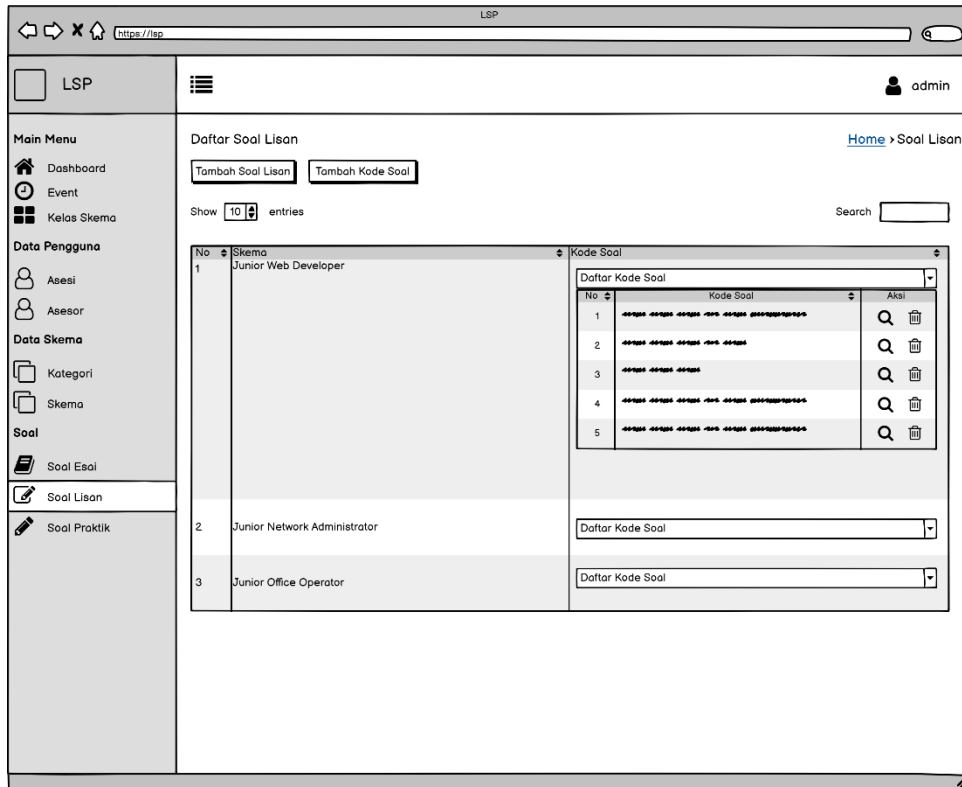 LSP
https://lsp
LSP
admin
Main Menu
Dashboard
Event
Kelas Skema
Data Pengguna
Asesi
Asesor
Data Skema
Kategori
Skema
Soal
Soal Esai
Soal Lisan
Soal Praktik
Daftar Soal Lisan
Home › Soal Lisan
Tambah Soal Lisan Tambah Kode Soal
Show 10 entries
Search
No Skema Kode Soal
1 Junior Web Developer
Daftar Kode Soal
No Kode Soal Aksi
1
2
3
4
5
2 Junior Network Administrator Daftar Kode Soal
3 Junior Office Operator Daftar Kode Soal